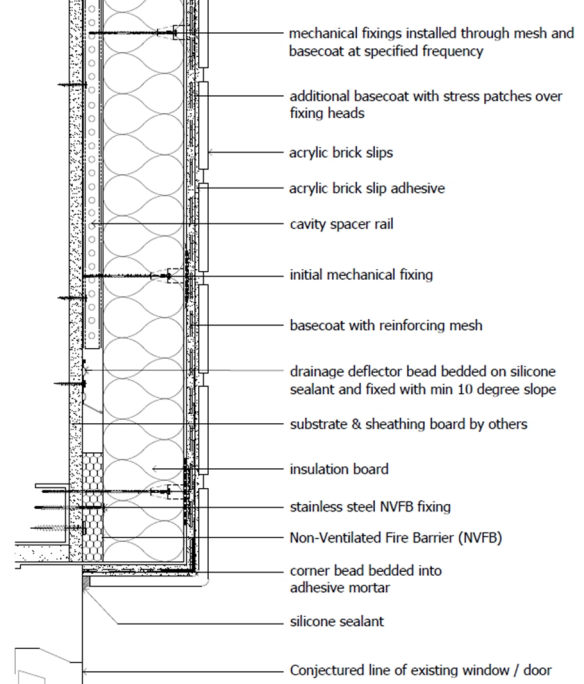 mechanical fixings installed through mesh and
basecoat at specified frequency
additional basecoat with stress patches over
fixing heads
acrylic brick slips
acrylic brick slip adhesive
cavity spacer rail
initial mechanical fixing
basecoat with reinforcing mesh
drainage deflector bead bedded on silicone
sealant and fixed with min 10 degree slope
substrate & sheathing board by others
insulation board
stainless steel NVFB fixing
Non-Ventilated Fire Barrier (NVFB)
corner bead bedded into
adhesive mortar
silicone sealant
Conjectured line of existing window / door